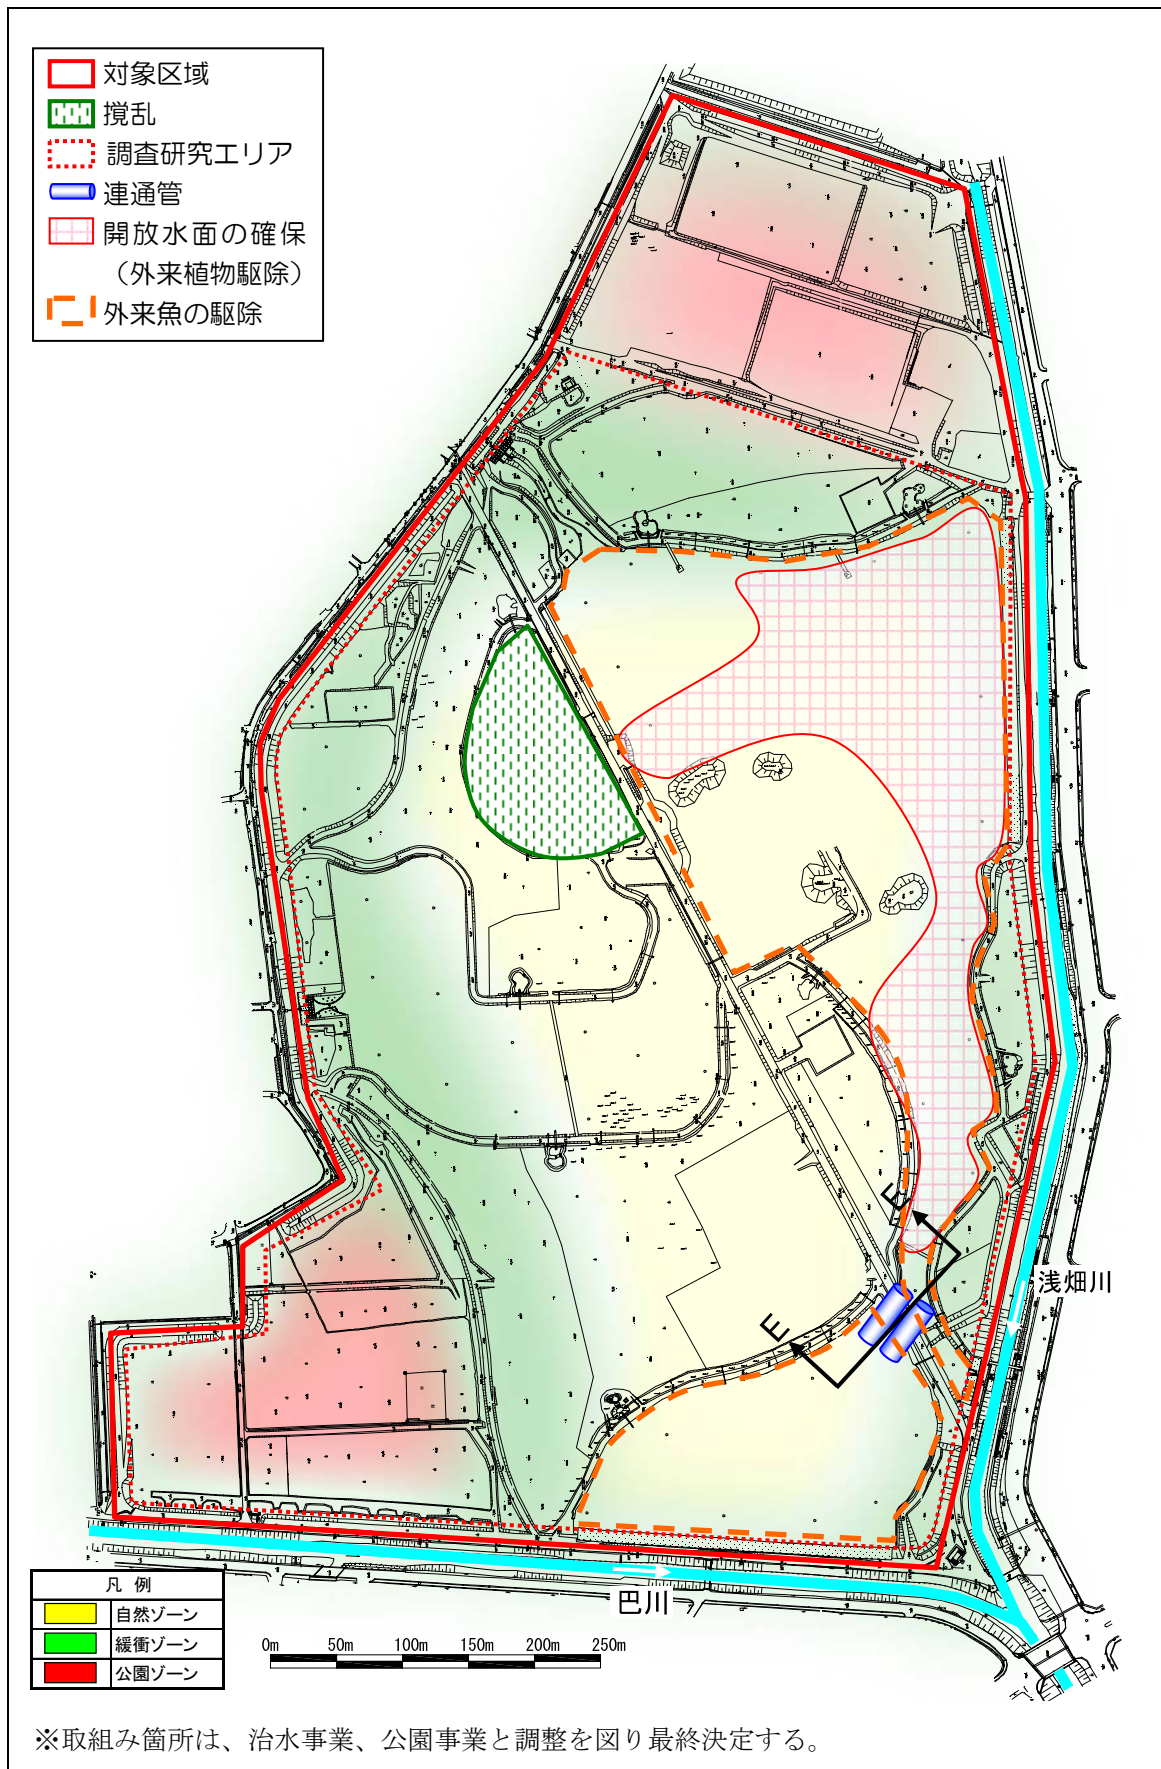 対象区域
撹乱
調査研究エリア
連通管
開放水面の確保
（外来植物駆除）
外来魚の駆除
E
E
浅畑川
巴川
凡 例
自然ゾーン
緩衝ゾーン
公園ゾーン
0m 50m 100m 150m 200m 250m
※取組み箇所は、治水事業、公園事業と調整を図り最終決定する。